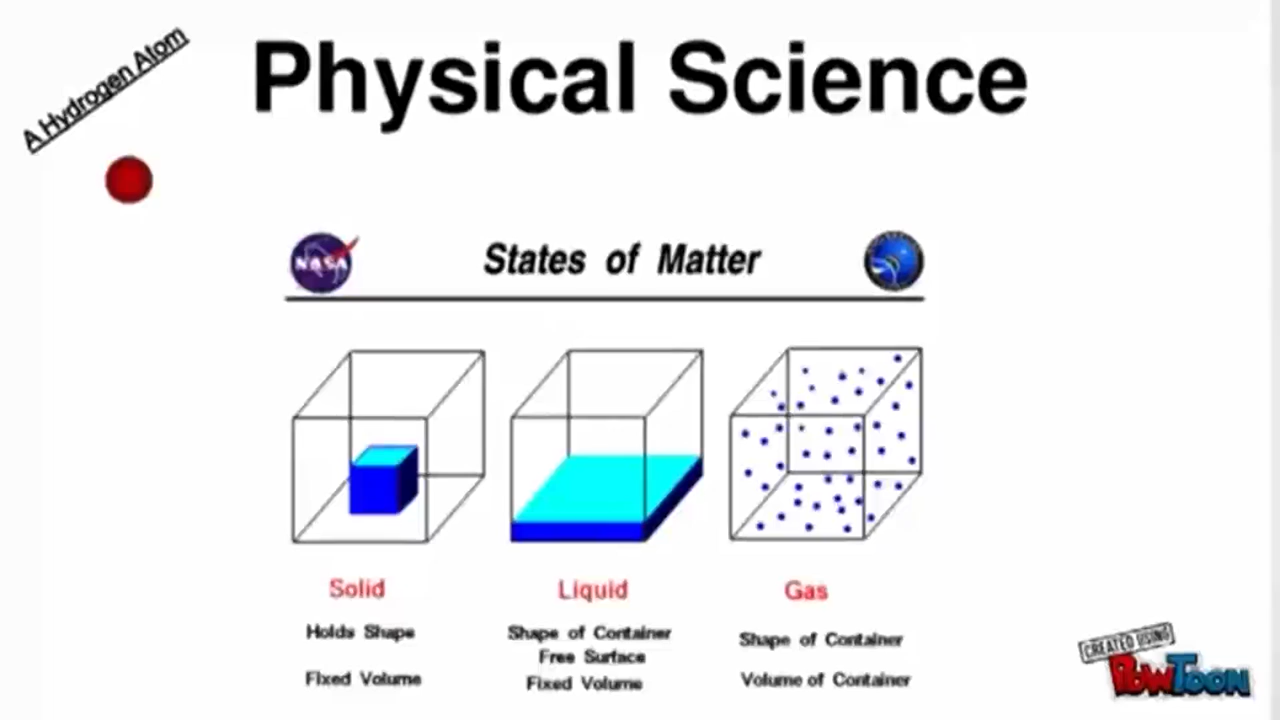 A Hydrogen Atom
Physical Science
NASA
States of Matter
Solid
Liquid
Gas
Holds Shape
Fixed Volume
Shape of Container
Free Surface
Fixed Volume
Shape of Container
Volume of Container
CREATED USING
PowToon